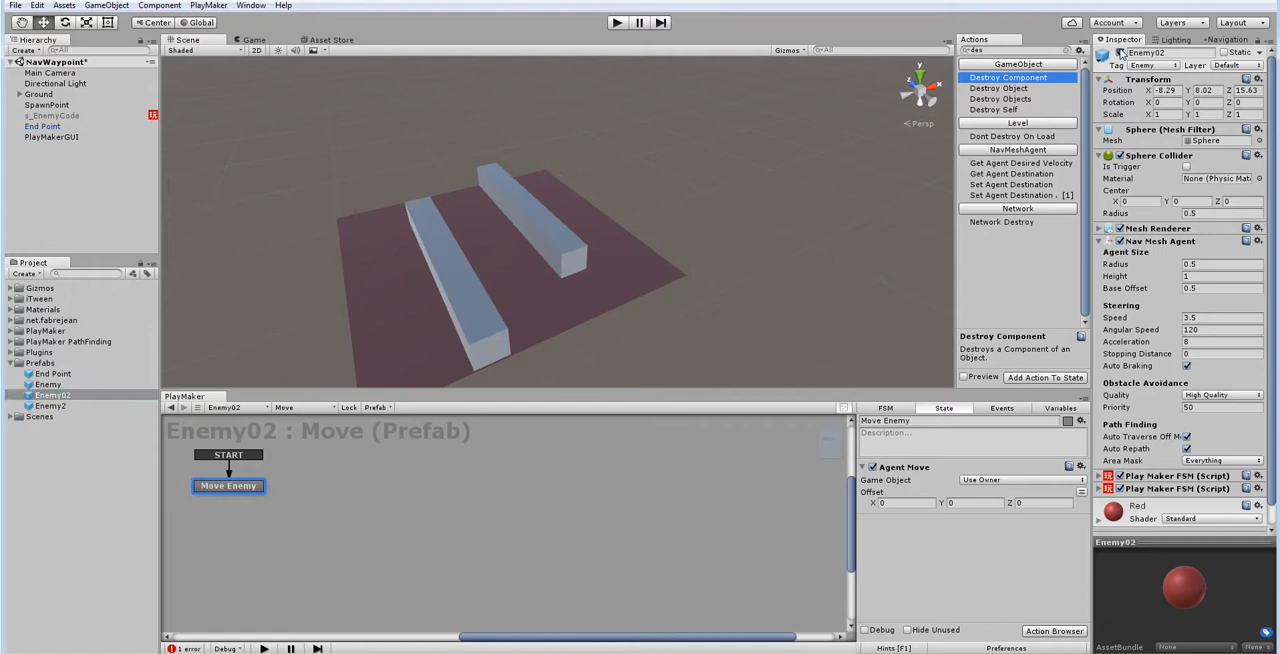 File Edit Assets GameObject Component PlayMaker Window Help
Center Global Account Layers Layout
Hierarchy Scene Game Asset Store Actions Inspector Lighting Navigation
Create All Shaded 2D Gizmos All des
NavWaypoint*
Main Camera
Directional Light
Ground
SpawnPoint
s_EnemyCode
End Point
PlayMakerGUI
y
x
z
Persp
Project
Create
Gizmos
iTween
Materials
net.fabrejean
PlayMaker
PlayMaker PathFinding
Plugins
Prefabs
End Point
Enemy
Enemy02
Enemy2
Scenes
PlayMaker
Enemy02 Move Lock Prefab
Enemy02 : Move (Prefab)
START
Move Enemy
1 error Debug
GameObject
Destroy Component
Destroy Object
Destroy Objects
Destroy Self
Level
Dont Destroy On Load
NavMeshAgent
Get Agent Desired Velocity
Get Agent Destination
Set Agent Destination
Set Agent Destination . [1]
Network
Network Destroy
Destroy Component
Destroys a Component of an
Object.
Preview Add Action To State
FSM State Events Variables
Move Enemy
Description...
Agent Move
Game Object Use Owner
Offset
X 0 Y 0 Z 0
Debug Hide Unused Action Browser
Hints [F1] Preferences
Enemy02 Static
Tag Enemy Layer Default
Transform
Position X -8.29 Y 8.02 Z 15.63
Rotation X 0 Y 0 Z 0
Scale X 1 Y 1 Z 1
Sphere (Mesh Filter)
Mesh Sphere
Sphere Collider
Is Trigger
Material None (Physic Mat
Center
X 0 Y 0 Z 0
Radius 0.5
Mesh Renderer
Nav Mesh Agent
Agent Size
Radius 0.5
Height 1
Base Offset 0.5
Steering
Speed 3.5
Angular Speed 120
Acceleration 8
Stopping Distance 0
Auto Braking
Obstacle Avoidance
Quality High Quality
Priority 50
Path Finding
Auto Traverse Off M
Auto Repath
Area Mask Everything
Play Maker FSM (Script)
Play Maker FSM (Script)
Red
Shader Standard
Enemy02
AssetBundle None None